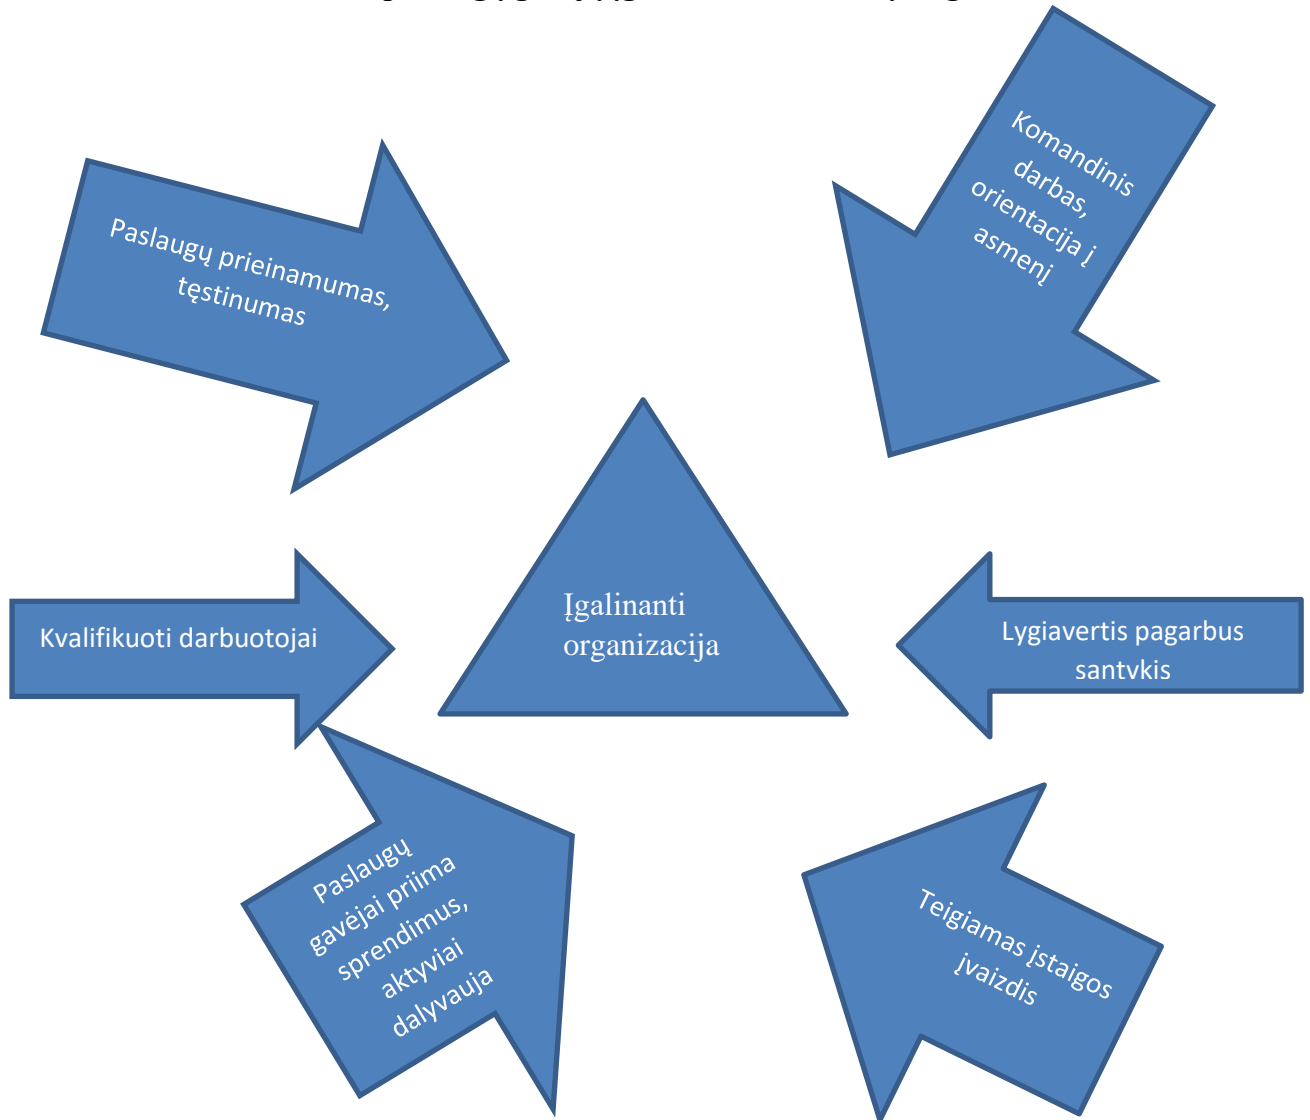 Paslaugų prieinamumas,
tęstinumas
Komandinis
darbas,
orientacija į
asmenį
Įgalinanti
organizacija
Kvalifikuoti darbuotojai
Lygiavertis pagarbus
santykis
Paslaugų
gavėjai priima
sprendimus,
aktyviai
dalyvauja
Teigiamas įstaigos
įvaizdis